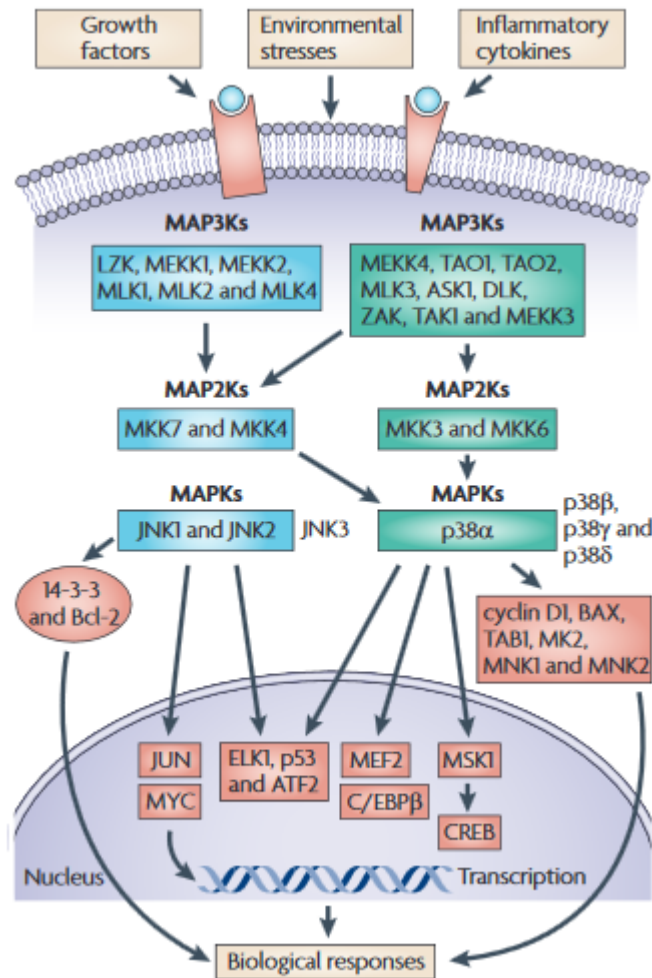 Growth
factors
Environmental
stresses
Inflammatory
cytokines
MAP3Ks
LZK, MEKK1, MEKK2,
MLK1, MLK2 and MLK4
MAP3Ks
MEKK4, TAO1, TAO2,
MLK3, ASK1, DLK,
ZAK, TAK1 and MEKK3
MAP2Ks
MKK7 and MKK4
MAP2Ks
MKK3 and MKK6
MAPKs
JNK1 and JNK2
JNK3
MAPKs
p38α
p38β,
p38γ and
p38δ
14-3-3
and Bcl-2
cyclin D1, BAX,
TAB1, MK2,
MNK1 and MNK2
JUN
MYC
ELK1, p53
and ATF2
MEF2
C/EBPβ
MSK1
CREB
Nucleus
Transcription
Biological responses